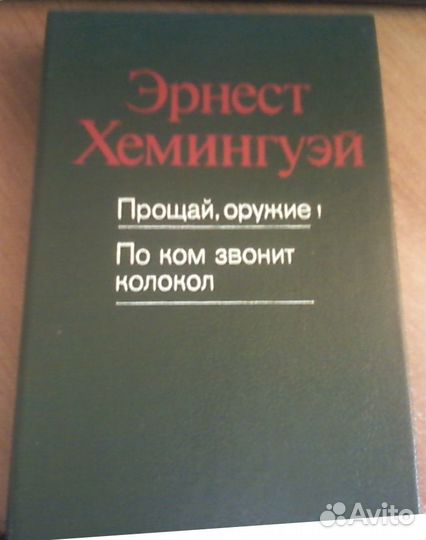 Эрнест
Хемингуэй
Прощай, оружие!
По ком звонит
колокол
Avito